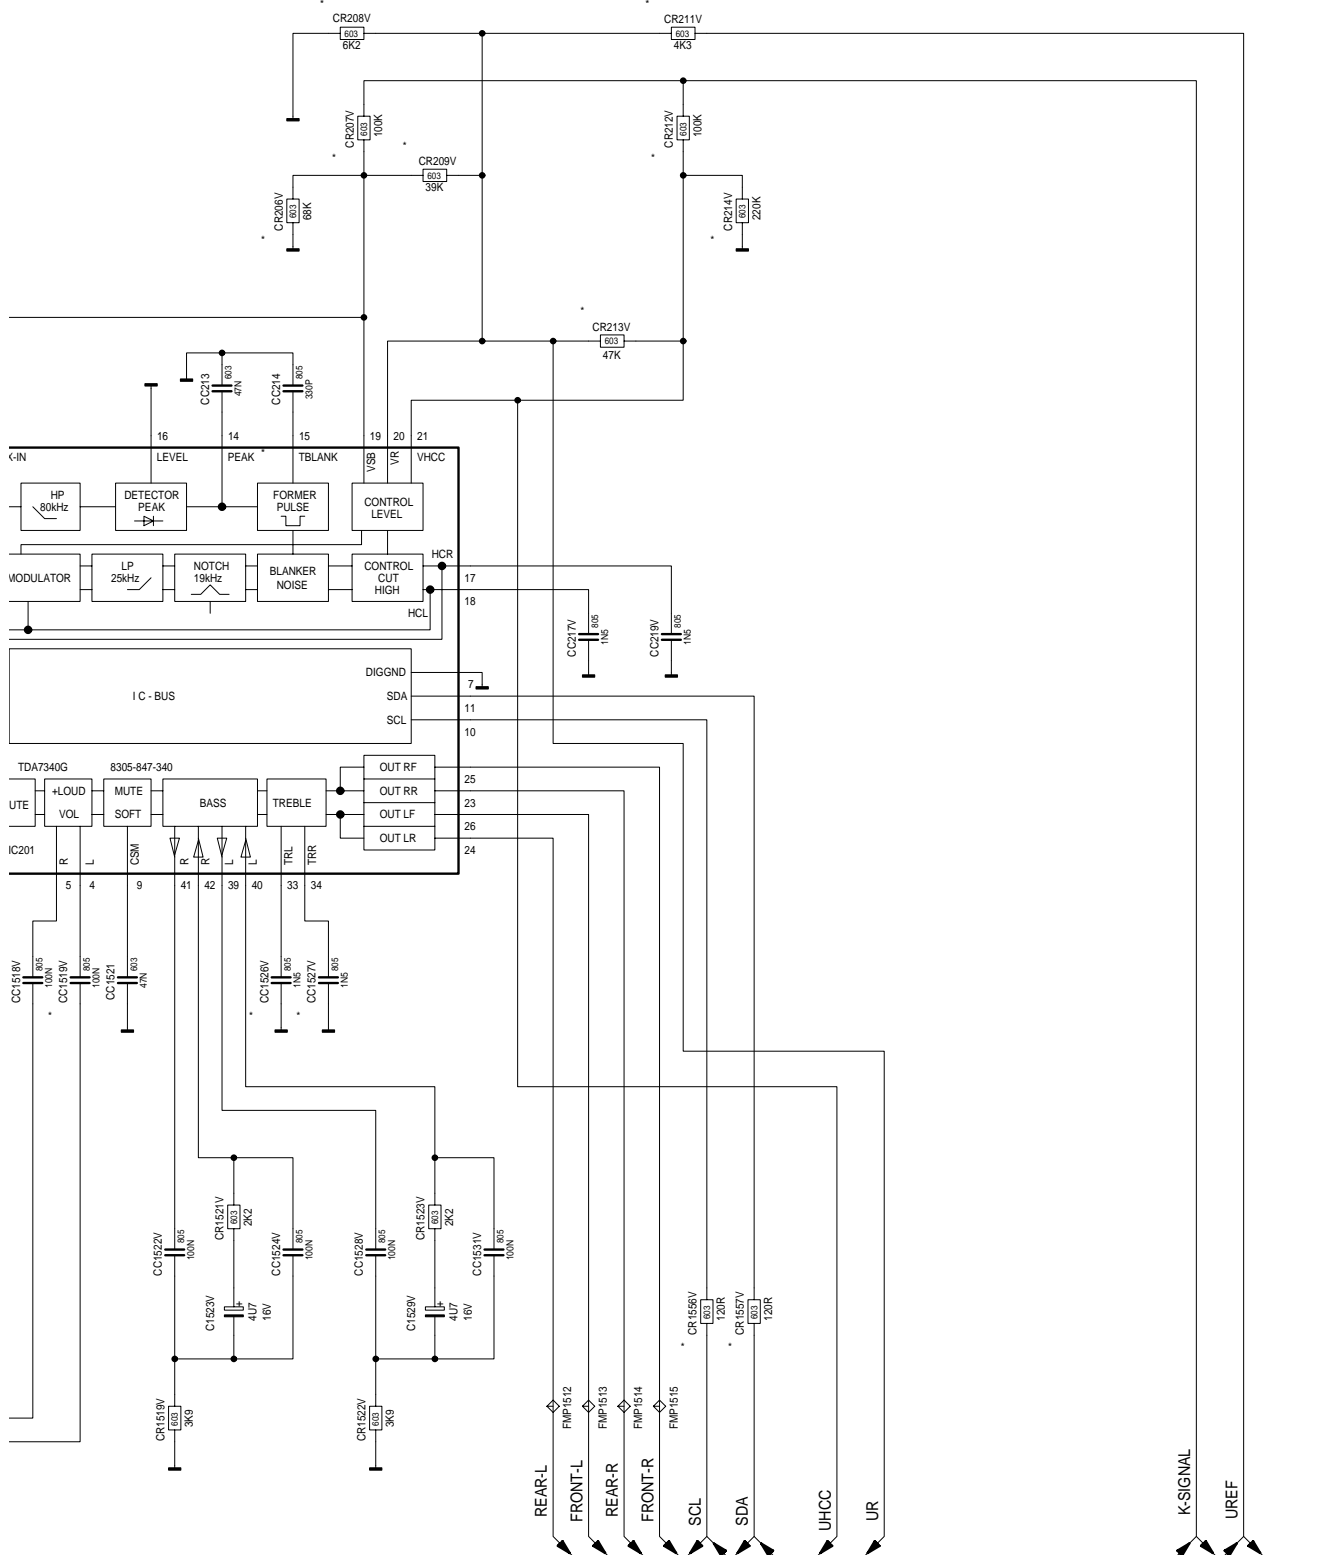 CR208V
603
6K2
CR211V
603
4K3
CR207V
603
100K
CR212V
603
100K
CR209V
603
39K
CR206V
603
68K
CR214V
603
220K
CR213V
603
47K
CC213
603
47N
CC214
805
330P
16
14
15
19
20
21
X-IN
LEVEL
PEAK
TBLANK
VSB
VR
VHCC
HP
80kHz
DETECTOR
PEAK
FORMER
PULSE
CONTROL
LEVEL
MODULATOR
LP
25kHz
NOTCH
19kHz
BLANKER
NOISE
CONTROL
CUT
HIGH
HCR
17
HCL
18
CC217V
805
1N5
CC219V
805
1N5
I C - BUS
DIGGND
7
SDA
11
SCL
10
TDA7340G
8305-847-340
UTE
+LOUD
VOL
MUTE
SOFT
BASS
TREBLE
OUT RF
25
OUT RR
23
OUT LF
26
OUT LR
24
IC201
R
L
CSM
R
R
L
L
TRL
TRR
5
4
9
41
42
39
40
33
34
CC1518V
805
100N
CC1519V
805
100N
CC1521
603
47N
CC1526V
805
1N5
CC1527V
805
1N5
CC1522V
805
100N
CR1521V
603
2K2
CC1524V
805
100N
CC1528V
805
100N
CR1523V
603
2K2
CC1531V
805
100N
C1523V
+
4U7
16V
C1529V
+
4U7
16V
CR1556V
603
120R
CR1557V
603
120R
CR1519V
603
3K9
CR1522V
603
3K9
FMP1512
FMP1513
FMP1514
FMP1515
REAR-L
FRONT-L
REAR-R
FRONT-R
SCL
SDA
UHCC
UR
K-SIGNAL
UREF